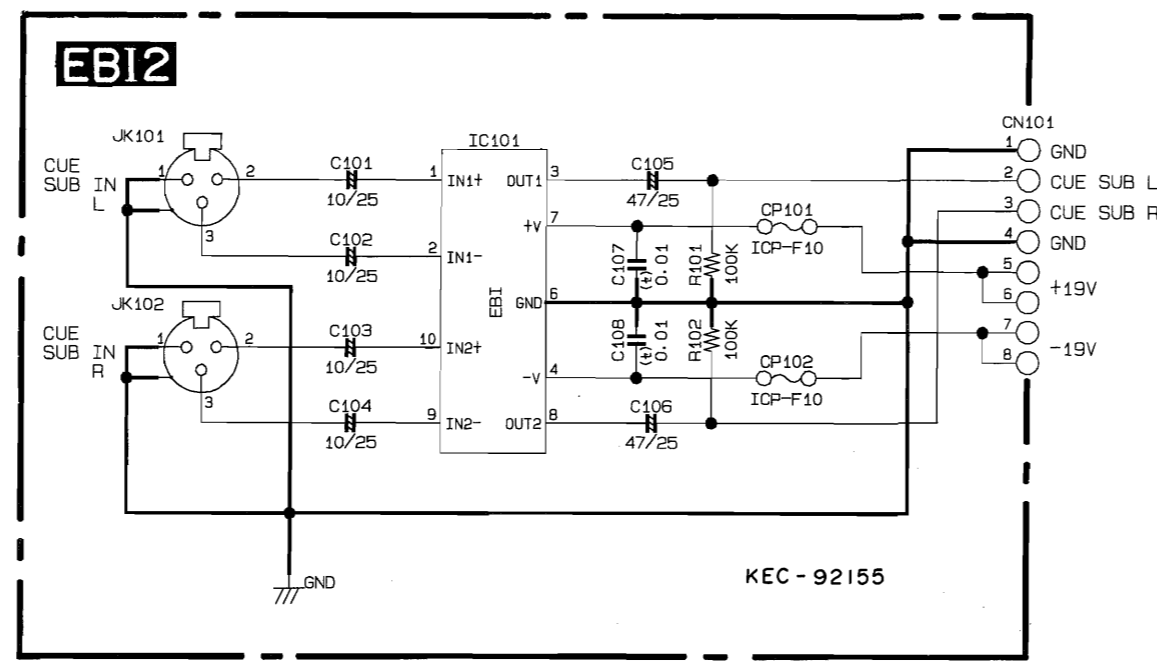 EBI2
JK101
CUE
SUB IN
L
1
2
3
C101
10/25
C102
10/25
JK102
CUE
SUB IN
R
1
2
3
C103
10/25
C104
10/25
IC101
EBI
1 IN1+
2 IN1-
10 IN2+
9 IN2-
OUT1 3
+V 7
GND 6
-V 4
OUT2 8
C105
47/25
C107
(±) 0.01
C108
(±) 0.01
R101
100K
R102
100K
CP101
ICP-F10
CP102
ICP-F10
C106
47/25
CN101
1 GND
2 CUE SUB L
3 CUE SUB R
4 GND
5
6
+19V
7
8
-19V
GND
KEC-92155